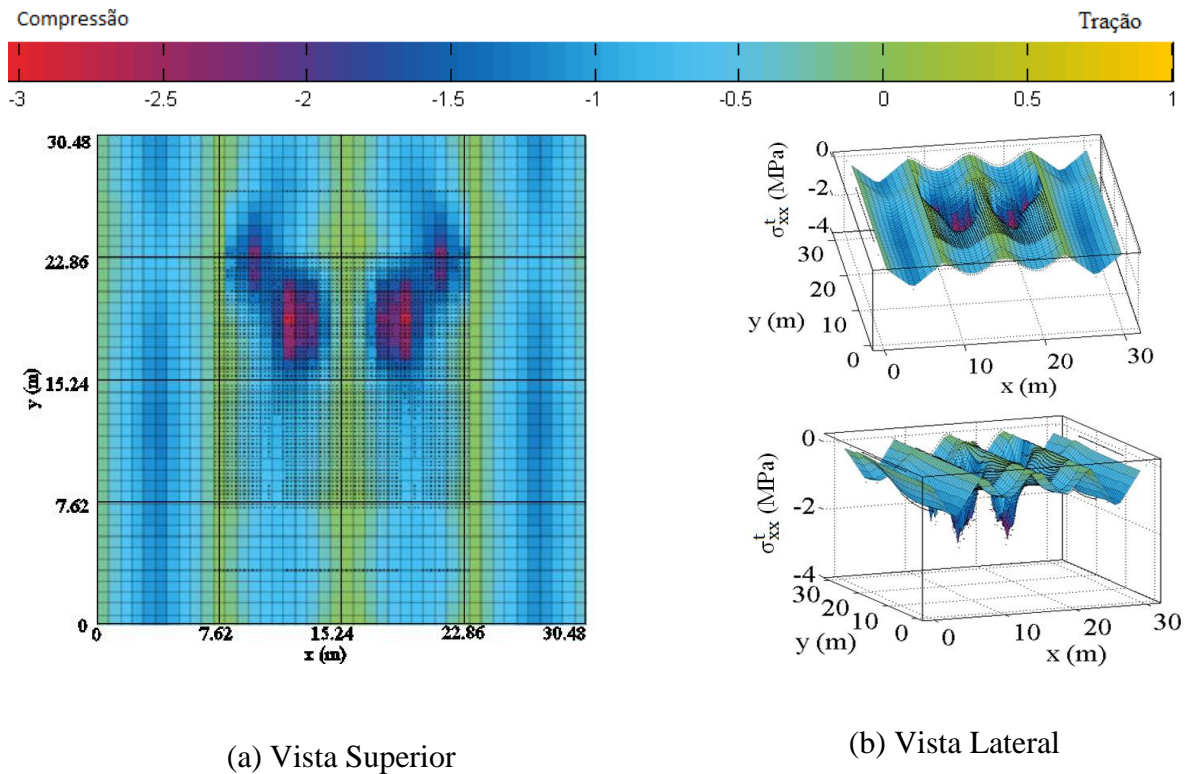 Compressão
Tração
-3 -2.5 -2 -1.5 -1 -0.5 0 0.5 1
30.48
22.86
15.24
7.62
0
y (m)
0 7.62 15.24 22.86 30.48
x (m)
0
-2
-4
σᵗxx (MPa)
30
20
10
0
y (m)
0 10 20 30
x (m)
0
-2
-4
σᵗxx (MPa)
30
20
10
0
y (m)
0 10 20 30
x (m)
(a) Vista Superior
(b) Vista Lateral